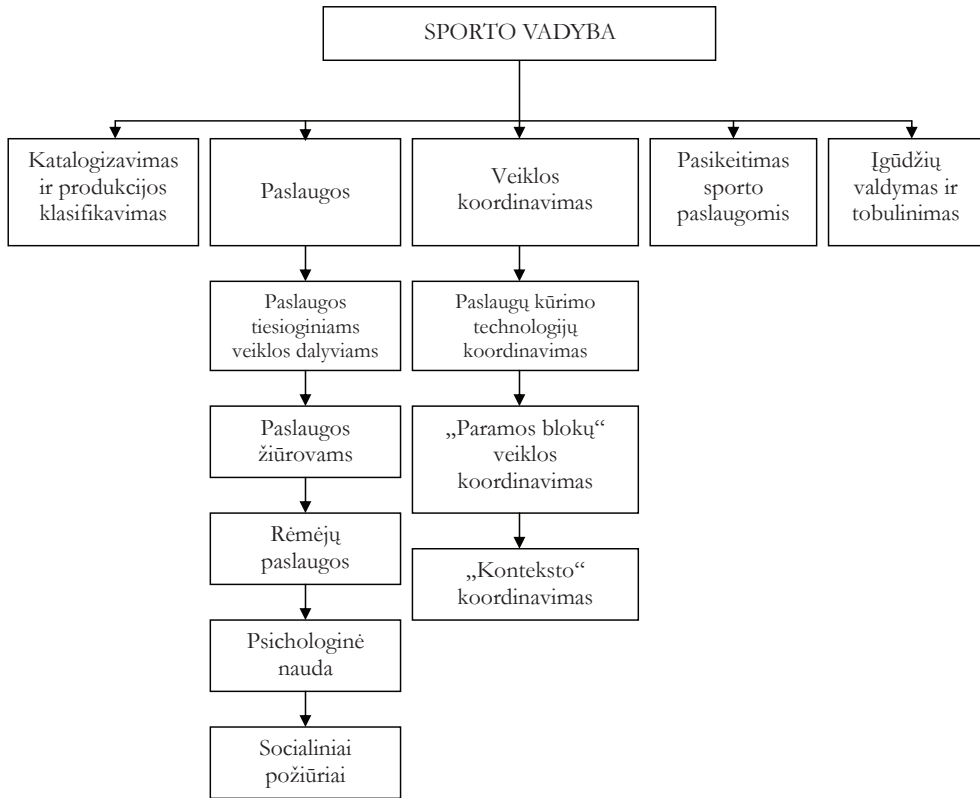 SPORTO VADYBA
Katalogizavimas
ir produkcijos
klasifikavimas
Paslaugos
Veiklos
koordinavimas
Pasikeitimas
sporto
paslaugomis
Įgūdžių
valdymas ir
tobulinimas
Paslaugos
tiesioginiams
veiklos dalyviams
Paslaugų kūrimo
technologijų
koordinavimas
Paslaugos
žiūrovams
„Paramos blokų“
veiklos
koordinavimas
Rėmėjų
paslaugos
„Konteksto“
koordinavimas
Psichologinė
nauda
Socialiniai
požiūriai